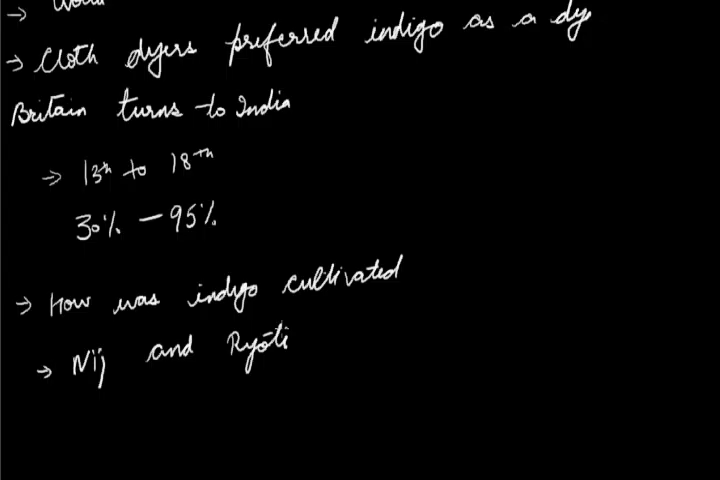 →
→ Cloth dyers preferred indigo as a dy
Britain turns to India
→ 13th to 18th
30% - 95%
→ How was indigo cultivated
→ Nij and Ryōti